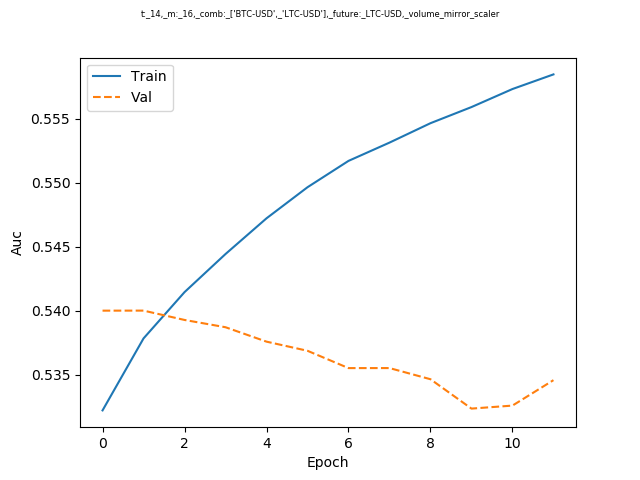 t:_14,_m:_16,_comb:_['BTC-USD',_'LTC-USD'],_future:_LTC-USD,_volume_mirror_scaler
Train
Val
0.555
0.550
0.545
0.540
0.535
Auc
0 2 4 6 8 10
Epoch